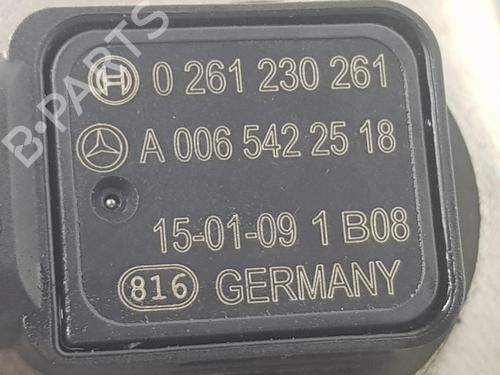 B-PARTS
0 261 230 261
A 006 542 25 18
15-01-09 1 B08
816 GERMANY